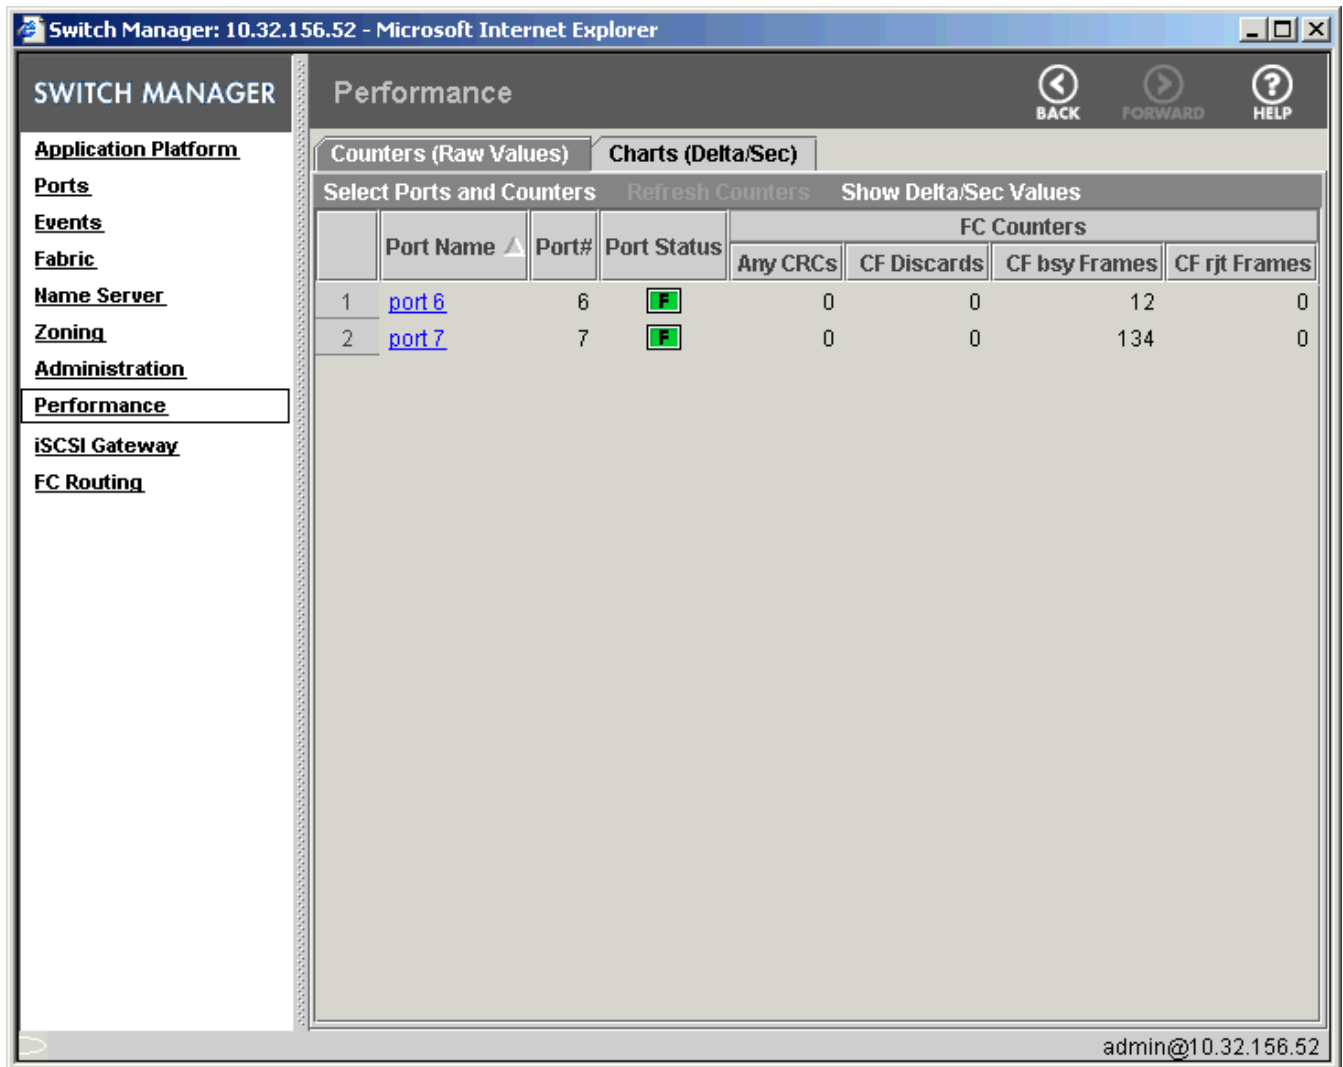 Switch Manager: 10.32.156.52 - Microsoft Internet Explorer
SWITCH MANAGER
Performance
BACK
FORWARD
HELP
Application Platform
Ports
Events
Fabric
Name Server
Zoning
Administration
Performance
iSCSI Gateway
FC Routing
Counters (Raw Values) Charts (Delta/Sec)
Select Ports and Counters Refresh Counters Show Delta/Sec Values
FC Counters
Port Name Port# Port Status Any CRCs CF Discards CF bsy Frames CF rjt Frames
1 port 6 6 F 0 0 12 0
2 port 7 7 F 0 0 134 0
admin@10.32.156.52